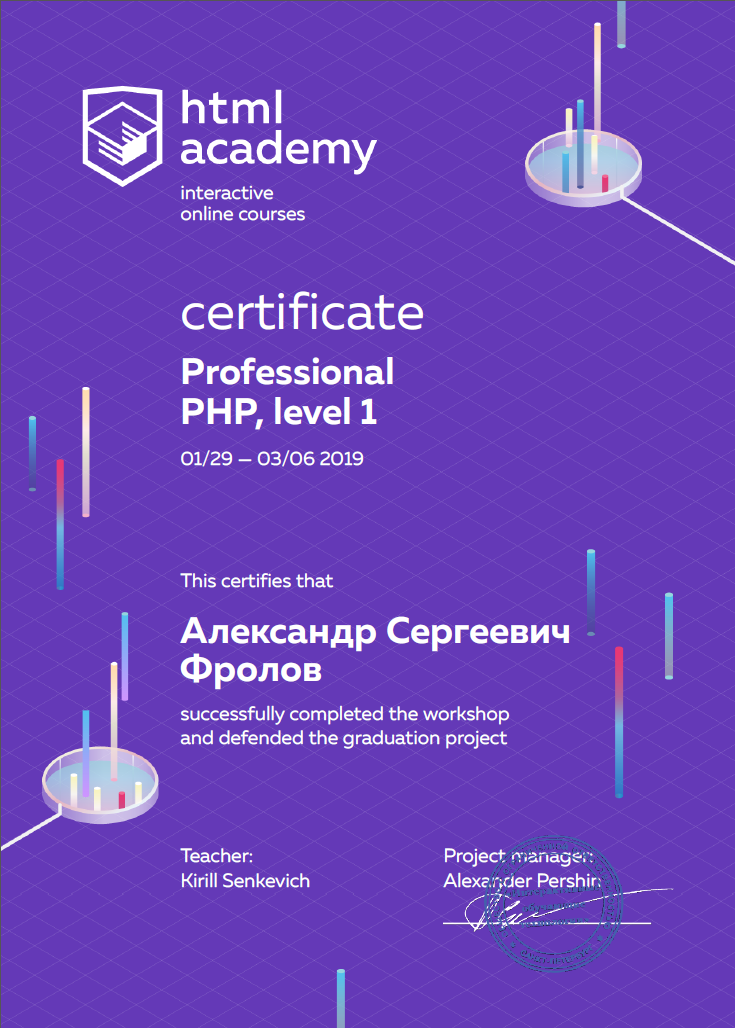 html
academy
interactive
online courses
certificate
Professional
PHP, level 1
01/29 — 03/06 2019
This certifies that
Александр Сергеевич
Фролов
successfully completed the workshop
and defended the graduation project
Teacher:
Kirill Senkevich
Project manager:
Alexander Pershin